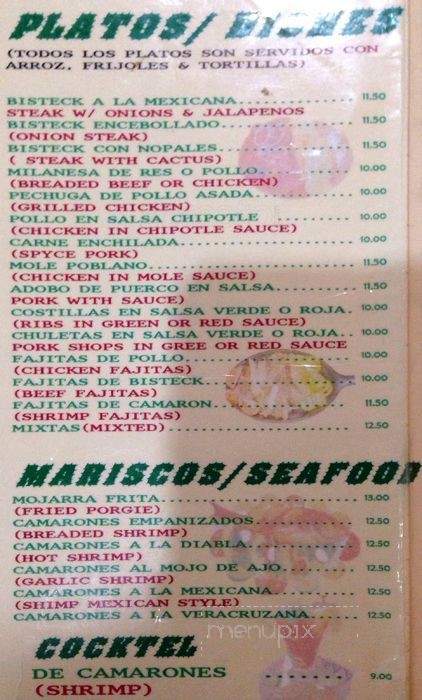 PLATOS/ DISHES
(TODOS LOS PLATOS SON SERVIDOS CON
ARROZ, FRIJOLES & TORTILLAS)
BISTECK A LA MEXICANA 11.50
STEAK W/ ONIONS & JALAPENOS
BISTECK ENCEBOLLADO 11.50
(ONION STEAK)
BISTECK CON NOPALES 11.50
( STEAK WITH CACTUS)
MILANESA DE RES O POLLO 10.00
(BREADED BEEF OR CHICKEN)
PECHUGA DE POLLO ASADA 10.00
(GRILLED CHICKEN)
POLLO EN SALSA CHIPOTLE 10.00
(CHICKEN IN CHIPOTLE SAUCE)
CARNE ENCHILADA 10.00
(SPYCE PORK)
MOLE POBLANO 11.50
(CHICKEN IN MOLE SAUCE)
ADOBO DE PUERCO EN SALSA 11.50
PORK WITH SAUCE)
COSTILLAS EN SALSA VERDE O ROJA. 10.00
(RIBS IN GREEN OR RED SAUCE)
CHULETAS EN SALSA VERDE O ROJA 10.00
PORK SHOPS IN GREE OR RED SAUCE
FAJITAS DE POLLO 10.00
(CHICKEN FAJITAS)
FAJITAS DE BISTECK 10.00
(BEEF FAJITAS)
FAJITAS DE CAMARON 11.50
(SHRIMP FAJITAS)
MIXTAS(MIXTED) 12.50
MARISCOS/SEAFOOD
MOJARRA FRITA 13.00
(FRIED PORGIE)
CAMARONES EMPANIZADOS 12.50
(BREADED SHRIMP)
CAMARONES A LA DIABLA 12.50
(HOT SHRIMP)
CAMARONES AL MOJO DE AJO 12.50
(GARLIC SHRIMP)
CAMARONES A LA MEXICANA 12.50
(SHIMP MEXICAN STYLE)
CAMARONES A LA VERACRUZANA 12.50
menupix
COCKTEL
DE CAMARONES 9.00
(SHRIMP)